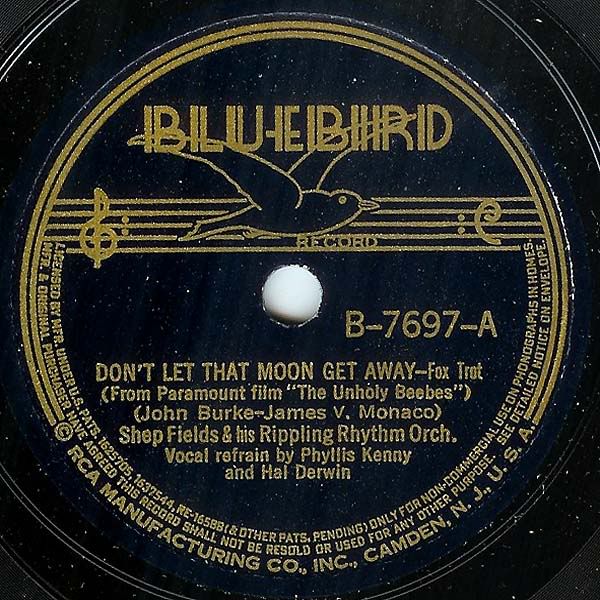 BLUEBIRD
RECORD
B-7697-A
DON'T LET THAT MOON GET AWAY—Fox Trot
(From Paramount film "The Unholy Beebes")
(John Burke-James V. Monaco)
Shep Fields & his Rippling Rhythm Orch.
Vocal refrain by Phyllis Kenny
and Hal Derwin
LICENSED BY MFR. UNDER U.S. PATS. 1625705, 1637544, RE-16588 (& OTHER PATS. PENDING) ONLY FOR NON-COMMERCIAL USE ON PHONOGRAPHS IN HOMES.
MFR. & ORIGINAL PURCHASER HAVE AGREED THIS RECORD SHALL NOT BE RESOLD OR USED FOR ANY OTHER PURPOSE. SEE DETAILED NOTICE ON ENVELOPE.
© RCA MANUFACTURING CO., INC., CAMDEN, N. J., U. S. A.